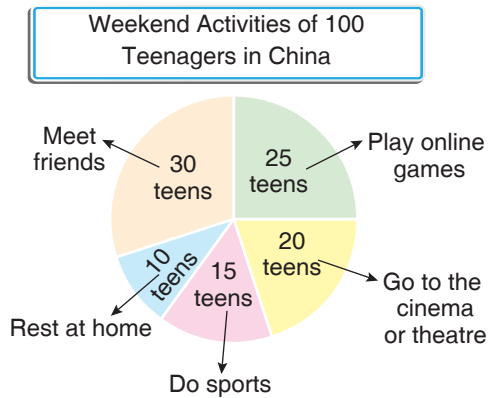 Weekend Activities of 100
Teenagers in China
Meet
friends
30
teens
25
teens
Play online
games
20
teens
Go to the
cinema
or theatre
15
teens
Do sports
10
teens
Rest at home